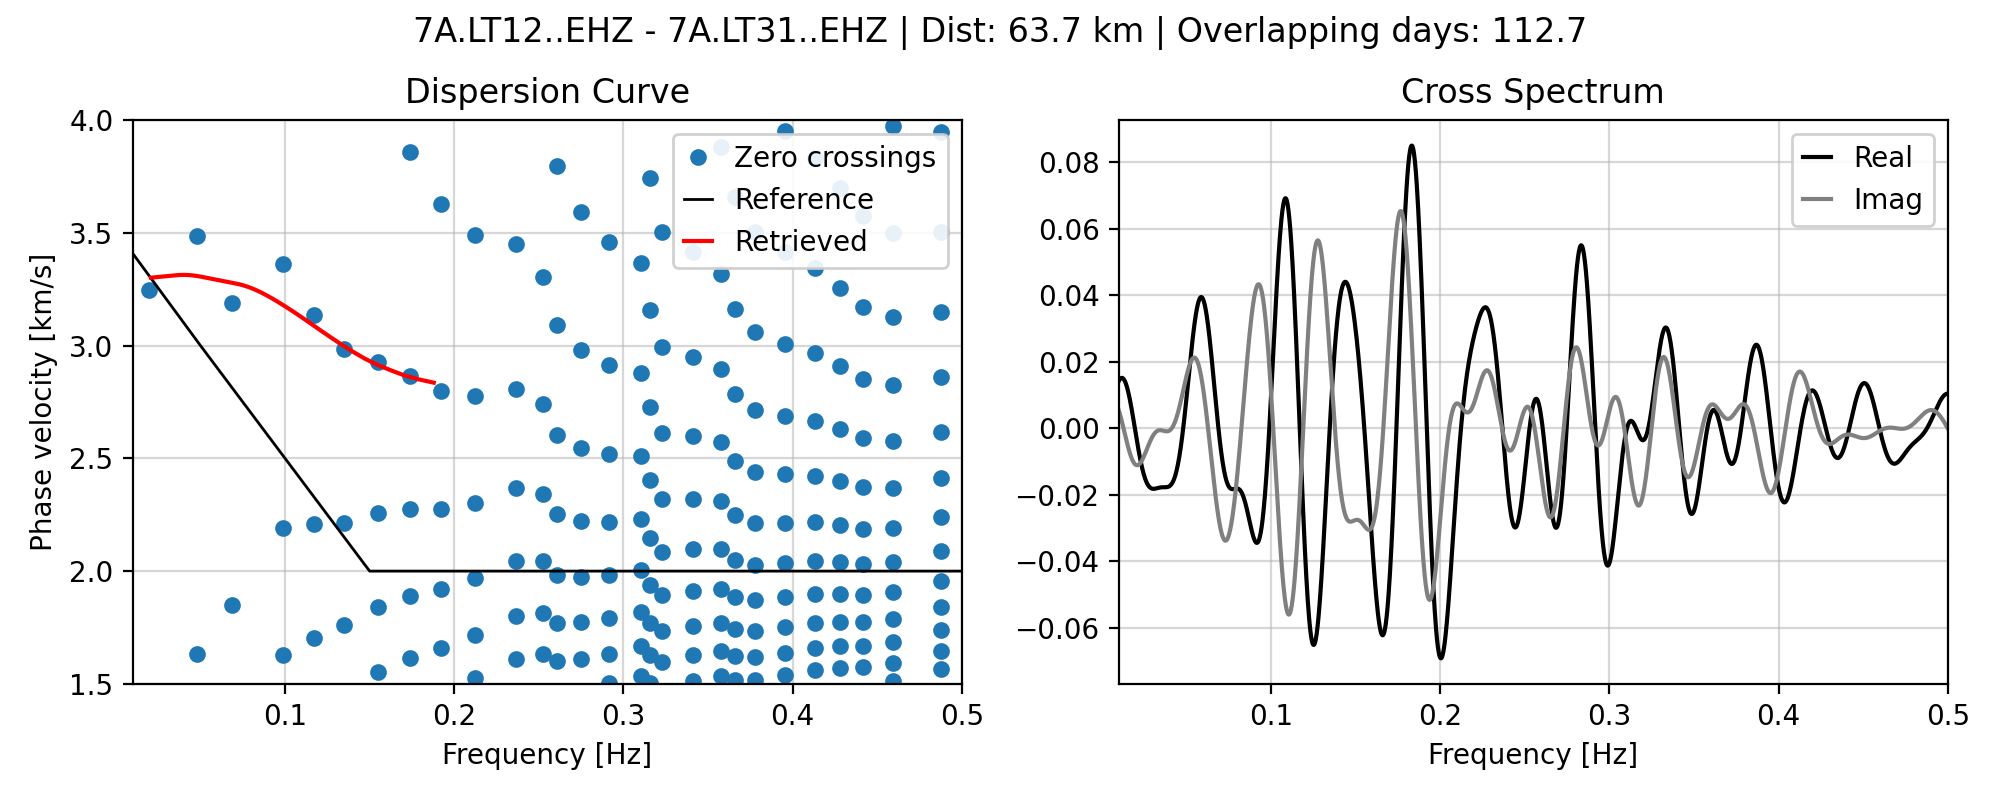 7A.LT12..EHZ - 7A.LT31..EHZ | Dist: 63.7 km | Overlapping days: 112.7
Dispersion Curve
4.0
3.5
3.0
2.5
2.0
1.5
Phase velocity [km/s]
0.1 0.2 0.3 0.4 0.5
Frequency [Hz]
Zero crossings
Reference
Retrieved
Cross Spectrum
0.08
0.06
0.04
0.02
0.00
−0.02
−0.04
−0.06
0.1 0.2 0.3 0.4 0.5
Frequency [Hz]
Real
Imag